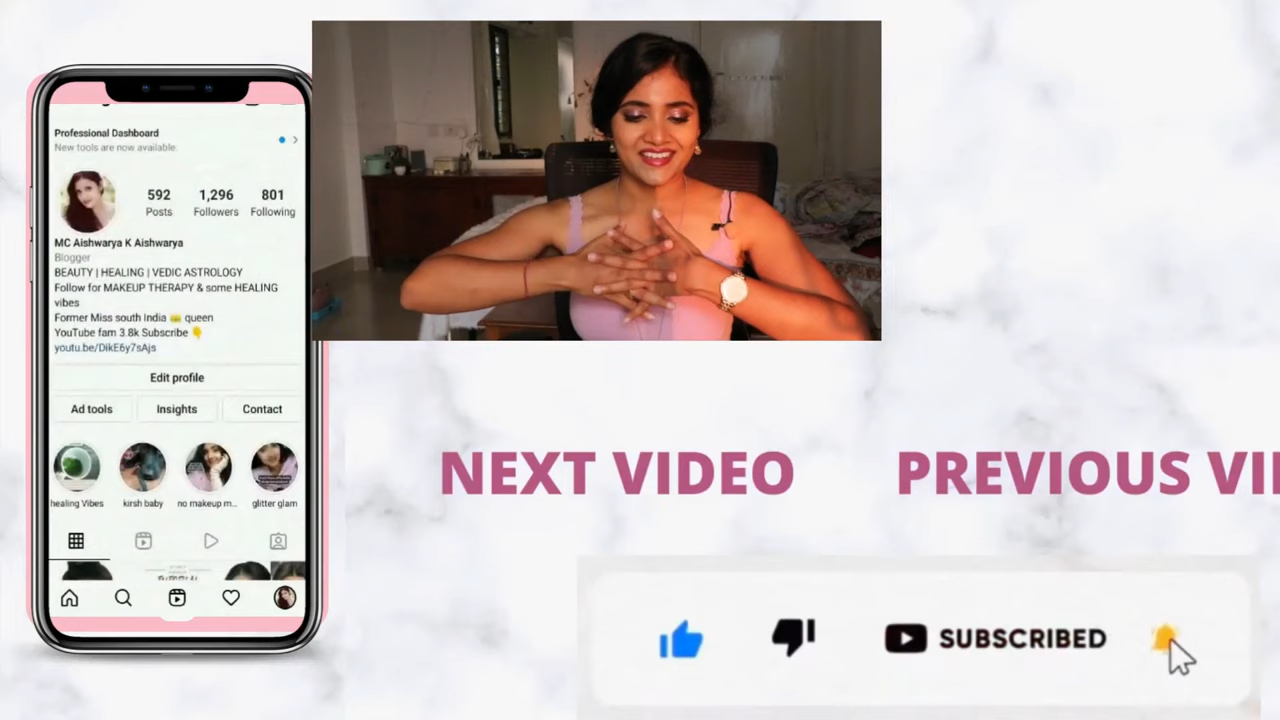 Professional Dashboard
New tools are now available.
592 1,296 801
Posts Followers Following
MC Aishwarya K Aishwarya
Blogger
BEAUTY | HEALING | VEDIC ASTROLOGY
Follow for MAKEUP THERAPY & some HEALING
vibes
Former Miss south India 👑 queen
YouTube fam 3.8k Subscribe 👇
youtu.be/DikE6y7sAjs
Edit profile
Ad tools Insights Contact
healing Vibes kirsh baby no makeup m... glitter glam
NEXT VIDEO
PREVIOUS VI
SUBSCRIBED